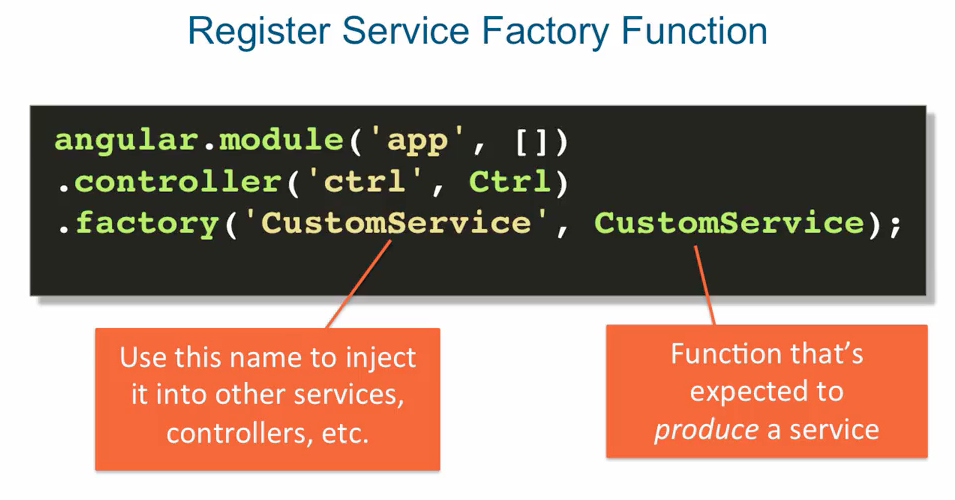 Register Service Factory Function
angular.module('app', [])
.controller('ctrl', Ctrl)
.factory('CustomService', CustomService);
Use this name to inject
it into other services,
controllers, etc.
Function that's
expected to
produce a service